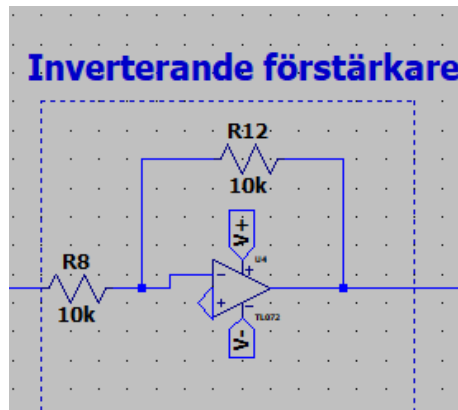 Inverterande förstärkare
R12
10k
V+
U4
R8
10k
TL072
V-